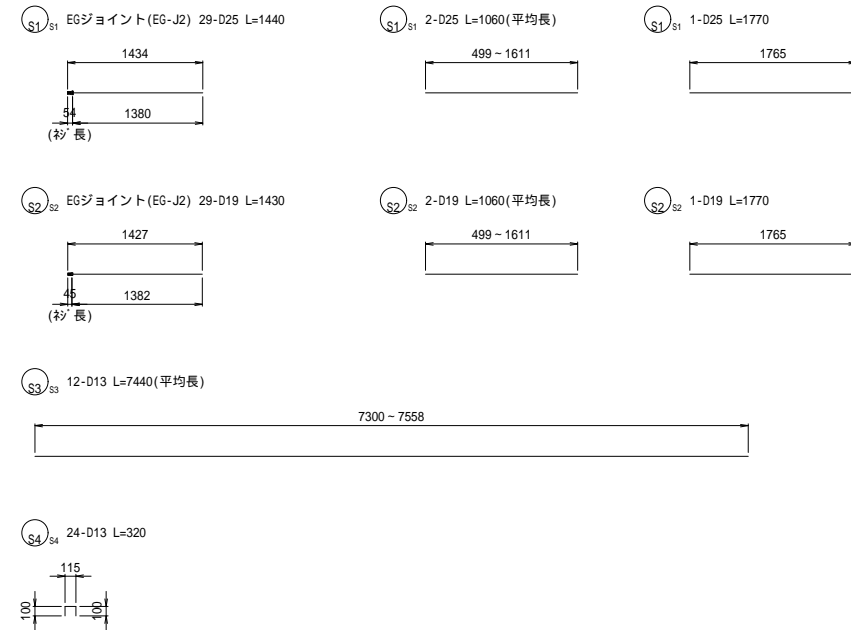 S1 S1 EGジョイント(EG-J2) 29-D25 L=1440
1434
54 1380
(ネジ長)
S1 S1 2-D25 L=1060(平均長)
499～1611
S1 S1 1-D25 L=1770
1765
S2 S2 EGジョイント(EG-J2) 29-D19 L=1430
1427
45 1382
(ネジ長)
S2 S2 2-D19 L=1060(平均長)
499～1611
S2 S2 1-D19 L=1770
1765
S3 S3 12-D13 L=7440(平均長)
7300～7558
S4 S4 24-D13 L=320
115
100 100